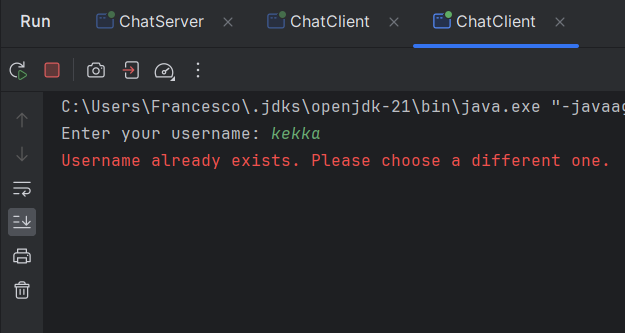 Run ChatServer ChatClient ChatClient
C:\Users\Francesco\.jdks\openjdk-21\bin\java.exe "-javaag
Enter your username: kekka
Username already exists. Please choose a different one.